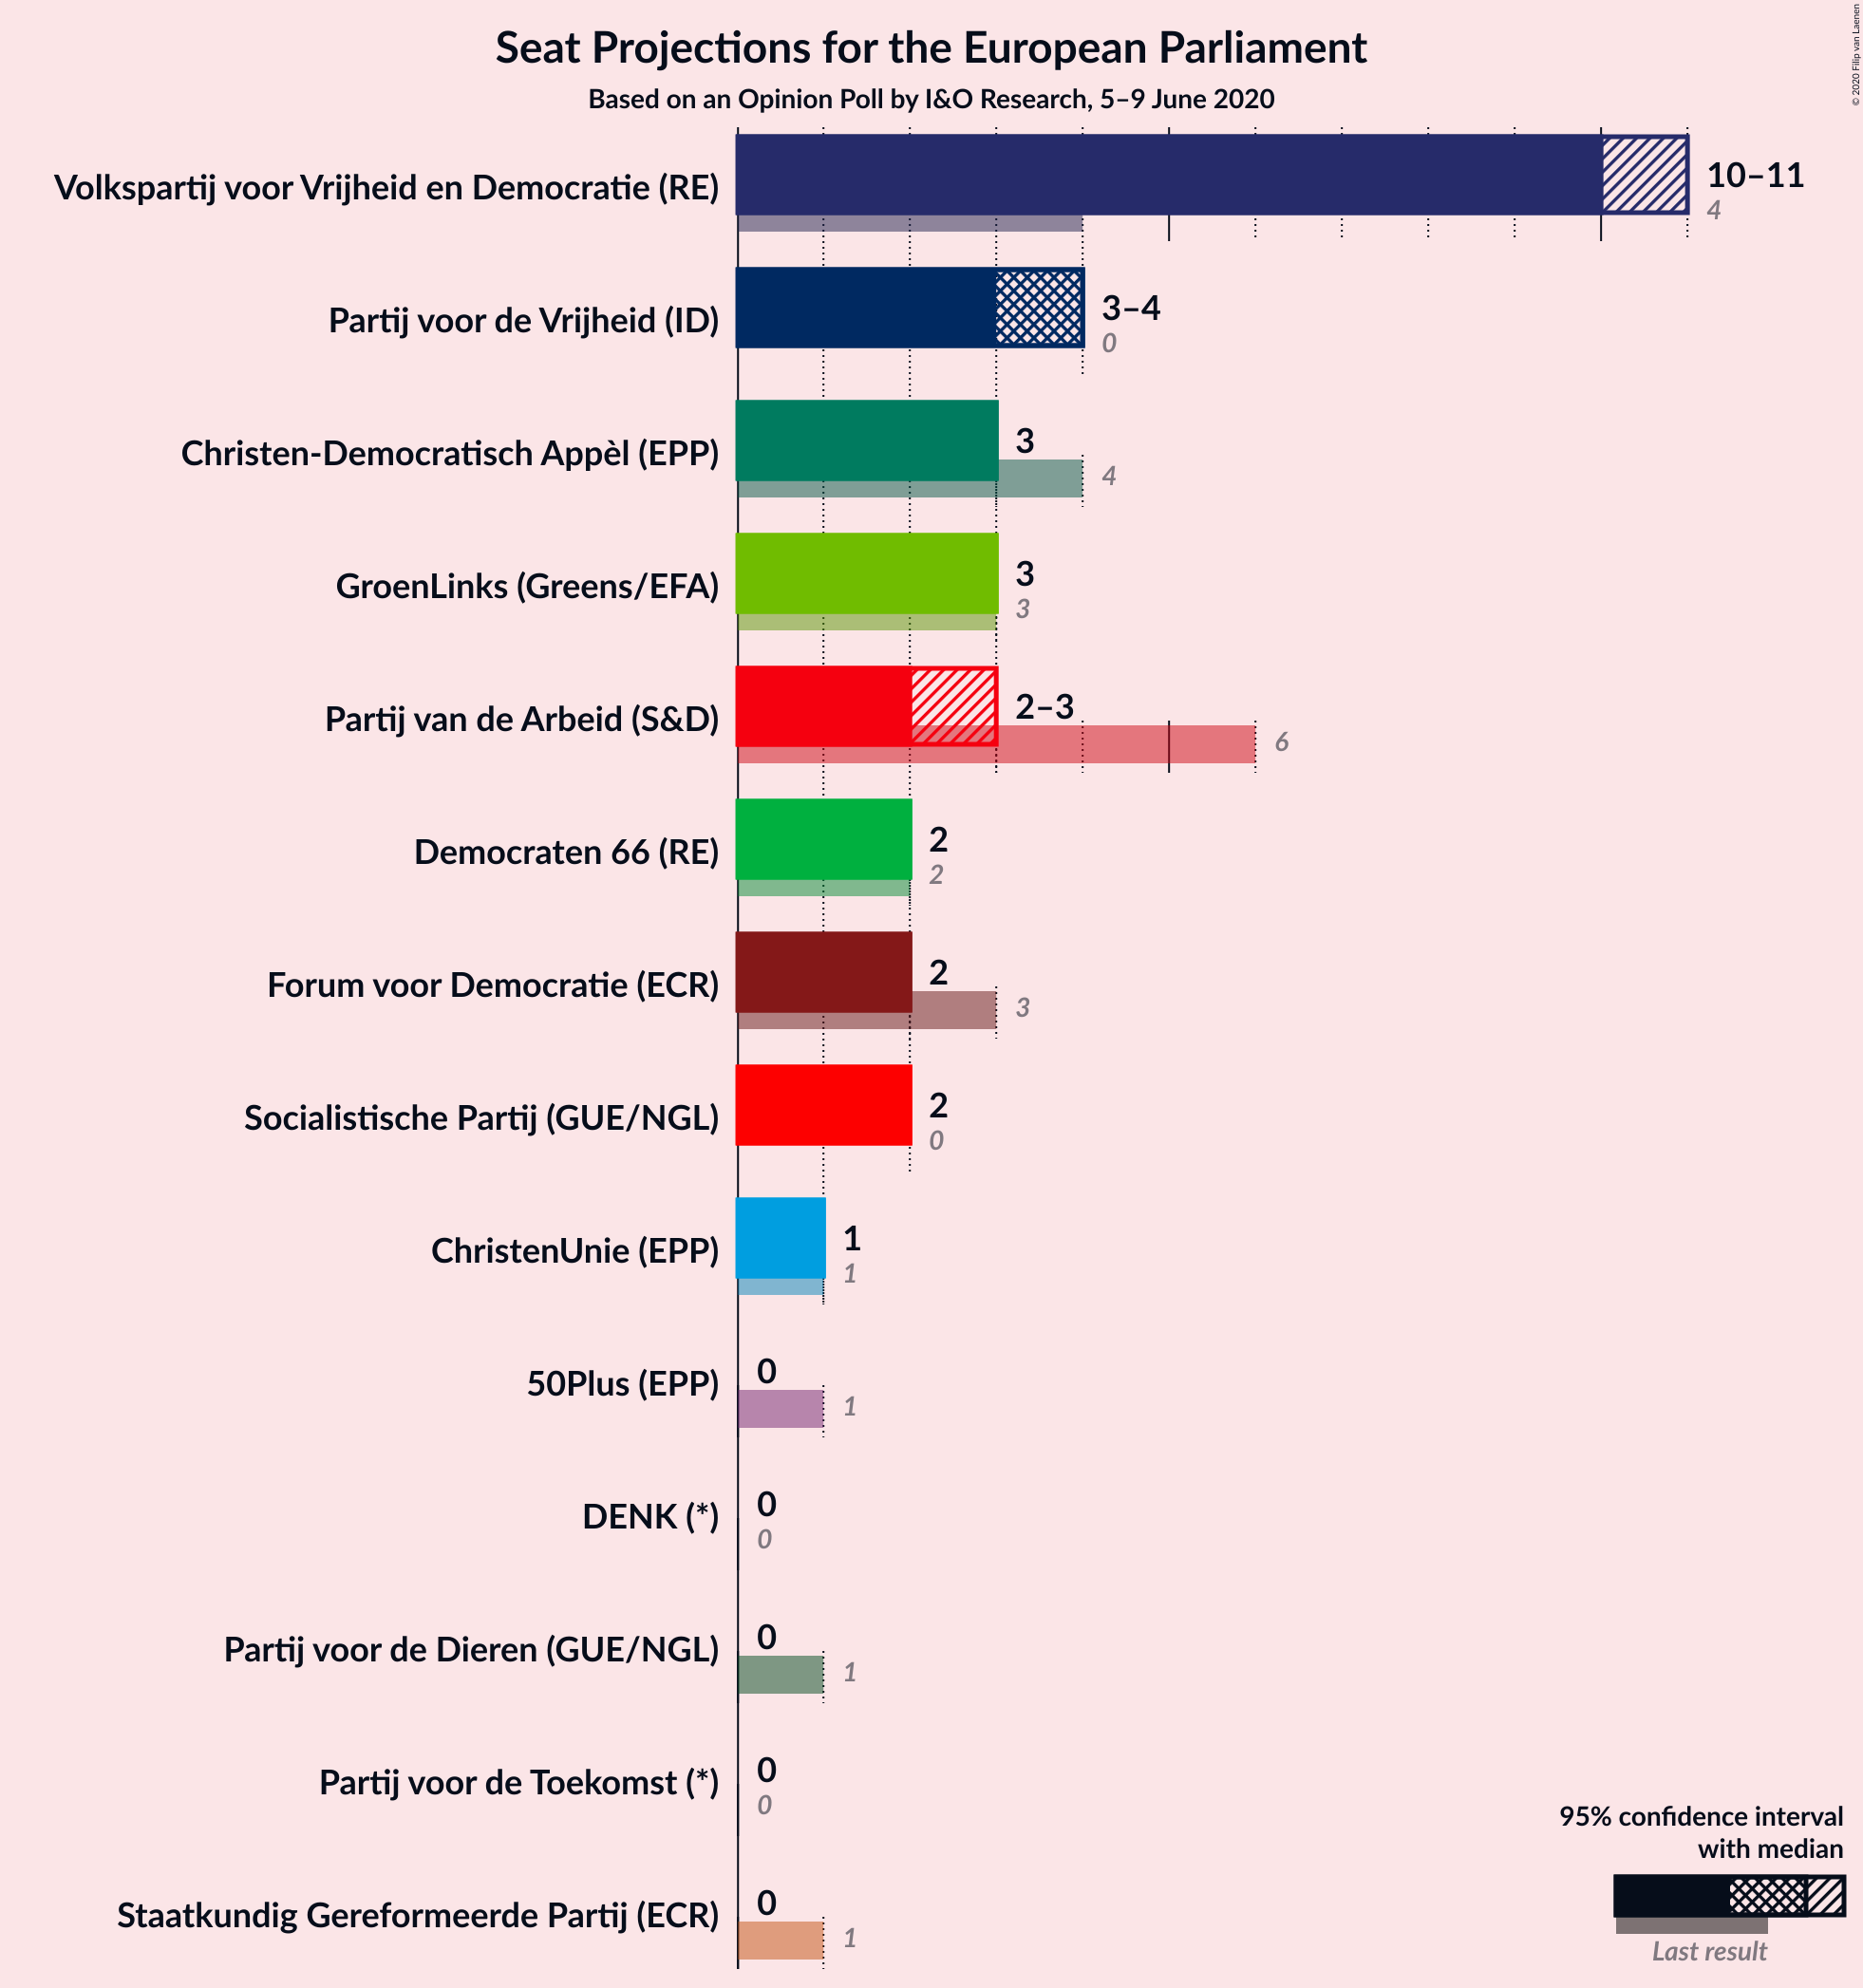 Seat Projections for the European Parliament
Based on an Opinion Poll by I&O Research, 5–9 June 2020
© 2020 Filip van Laenen
Volkspartij voor Vrijheid en Democratie (RE)
10–11
4
Partij voor de Vrijheid (ID)
3–4
0
Christen-Democratisch Appèl (EPP)
3
4
GroenLinks (Greens/EFA)
3
3
Partij van de Arbeid (S&D)
2–3
6
Democraten 66 (RE)
2
2
Forum voor Democratie (ECR)
2
3
Socialistische Partij (GUE/NGL)
2
0
ChristenUnie (EPP)
1
1
50Plus (EPP)
0
1
DENK (*)
0
0
Partij voor de Dieren (GUE/NGL)
0
1
Partij voor de Toekomst (*)
0
0
Staatkundig Gereformeerde Partij (ECR)
0
1
95% confidence interval
with median
Last result